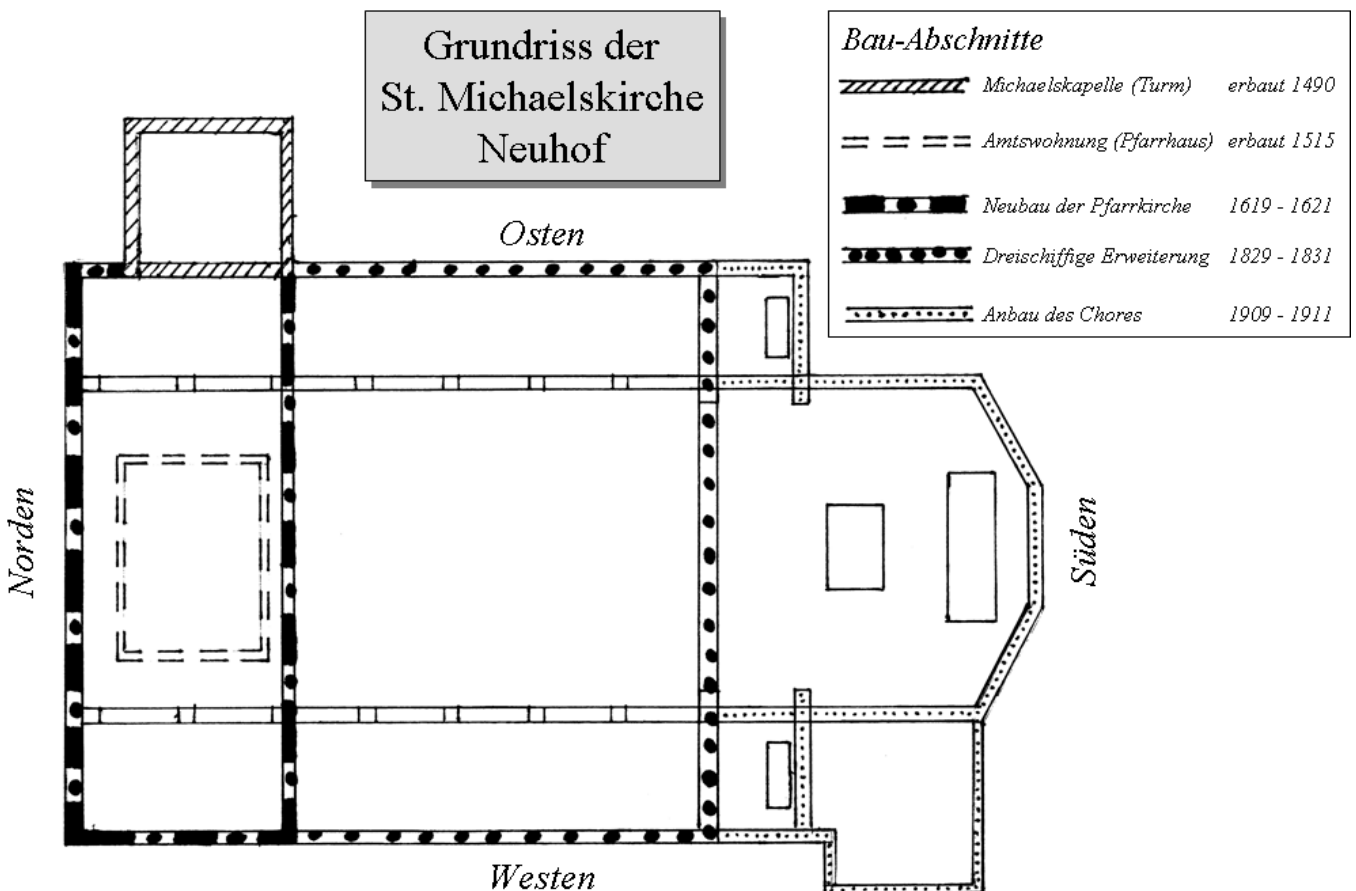 Grundriss der
St. Michaelskirche
Neuhof
Bau-Abschnitte
Michaelskapelle (Turm) erbaut 1490
Amtswohnung (Pfarrhaus) erbaut 1515
Neubau der Pfarrkirche 1619 - 1621
Dreischiffige Erweiterung 1829 - 1831
Anbau des Chores 1909 - 1911
Osten
Norden
Süden
Westen